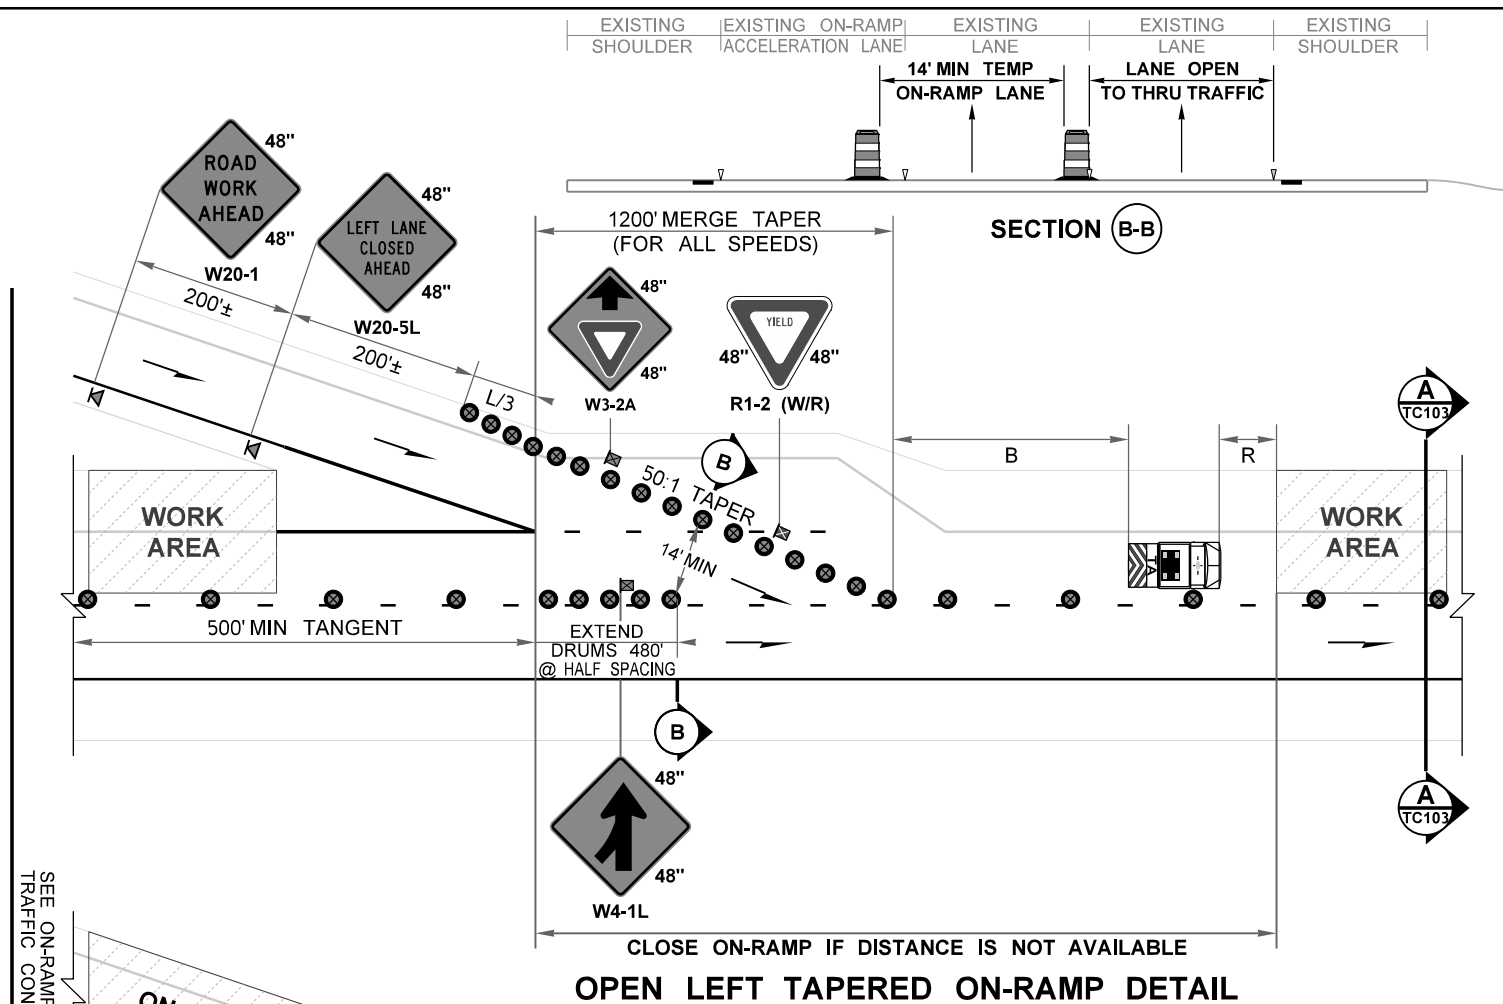 EXISTING SHOULDER
EXISTING ON-RAMP ACCELERATION LANE
EXISTING LANE
EXISTING LANE
EXISTING SHOULDER
14' MIN TEMP
ON-RAMP LANE
LANE OPEN
TO THRU TRAFFIC
SECTION B-B
ROAD
WORK
AHEAD
48"
48"
W20-1
LEFT LANE
CLOSED
AHEAD
48"
48"
W20-5L
200'±
200'±
L/3
1200' MERGE TAPER
(FOR ALL SPEEDS)
48"
48"
W3-2A
YIELD
48" 48"
R1-2 (W/R)
B
50:1 TAPER
14' MIN
B
R
A
TC103
WORK
AREA
WORK
AREA
500' MIN TANGENT
EXTEND
DRUMS 480'
@ HALF SPACING
B
48"
48"
W4-1L
A
TC103
CLOSE ON-RAMP IF DISTANCE IS NOT AVAILABLE
OPEN LEFT TAPERED ON-RAMP DETAIL
SEE ON-RAMP
TRAFFIC CON
ON